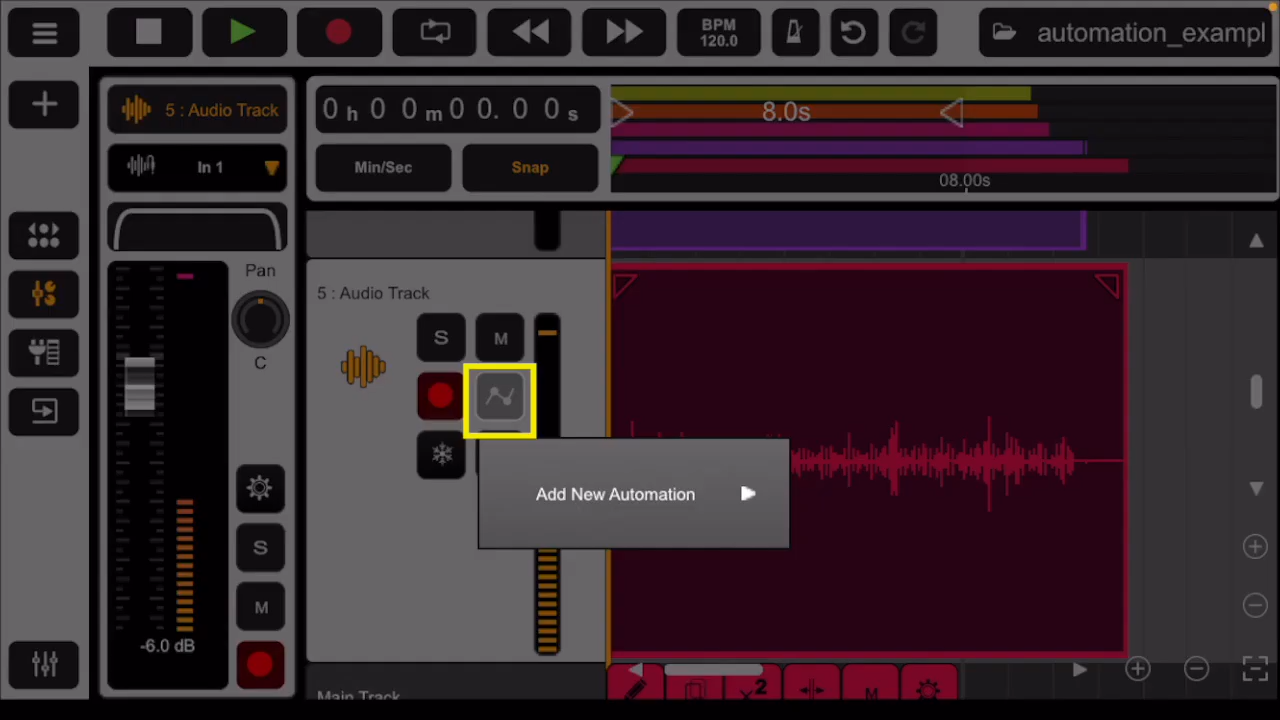 BPM
120.0
automation_exampl
5 : Audio Track
0 h 0 0 m 0 0. 0 0 s
8.0s
In 1
Min/Sec
Snap
08.00s
Pan
C
5 : Audio Track
S
M
Add New Automation
S
M
-6.0 dB
Main Track
x2
M